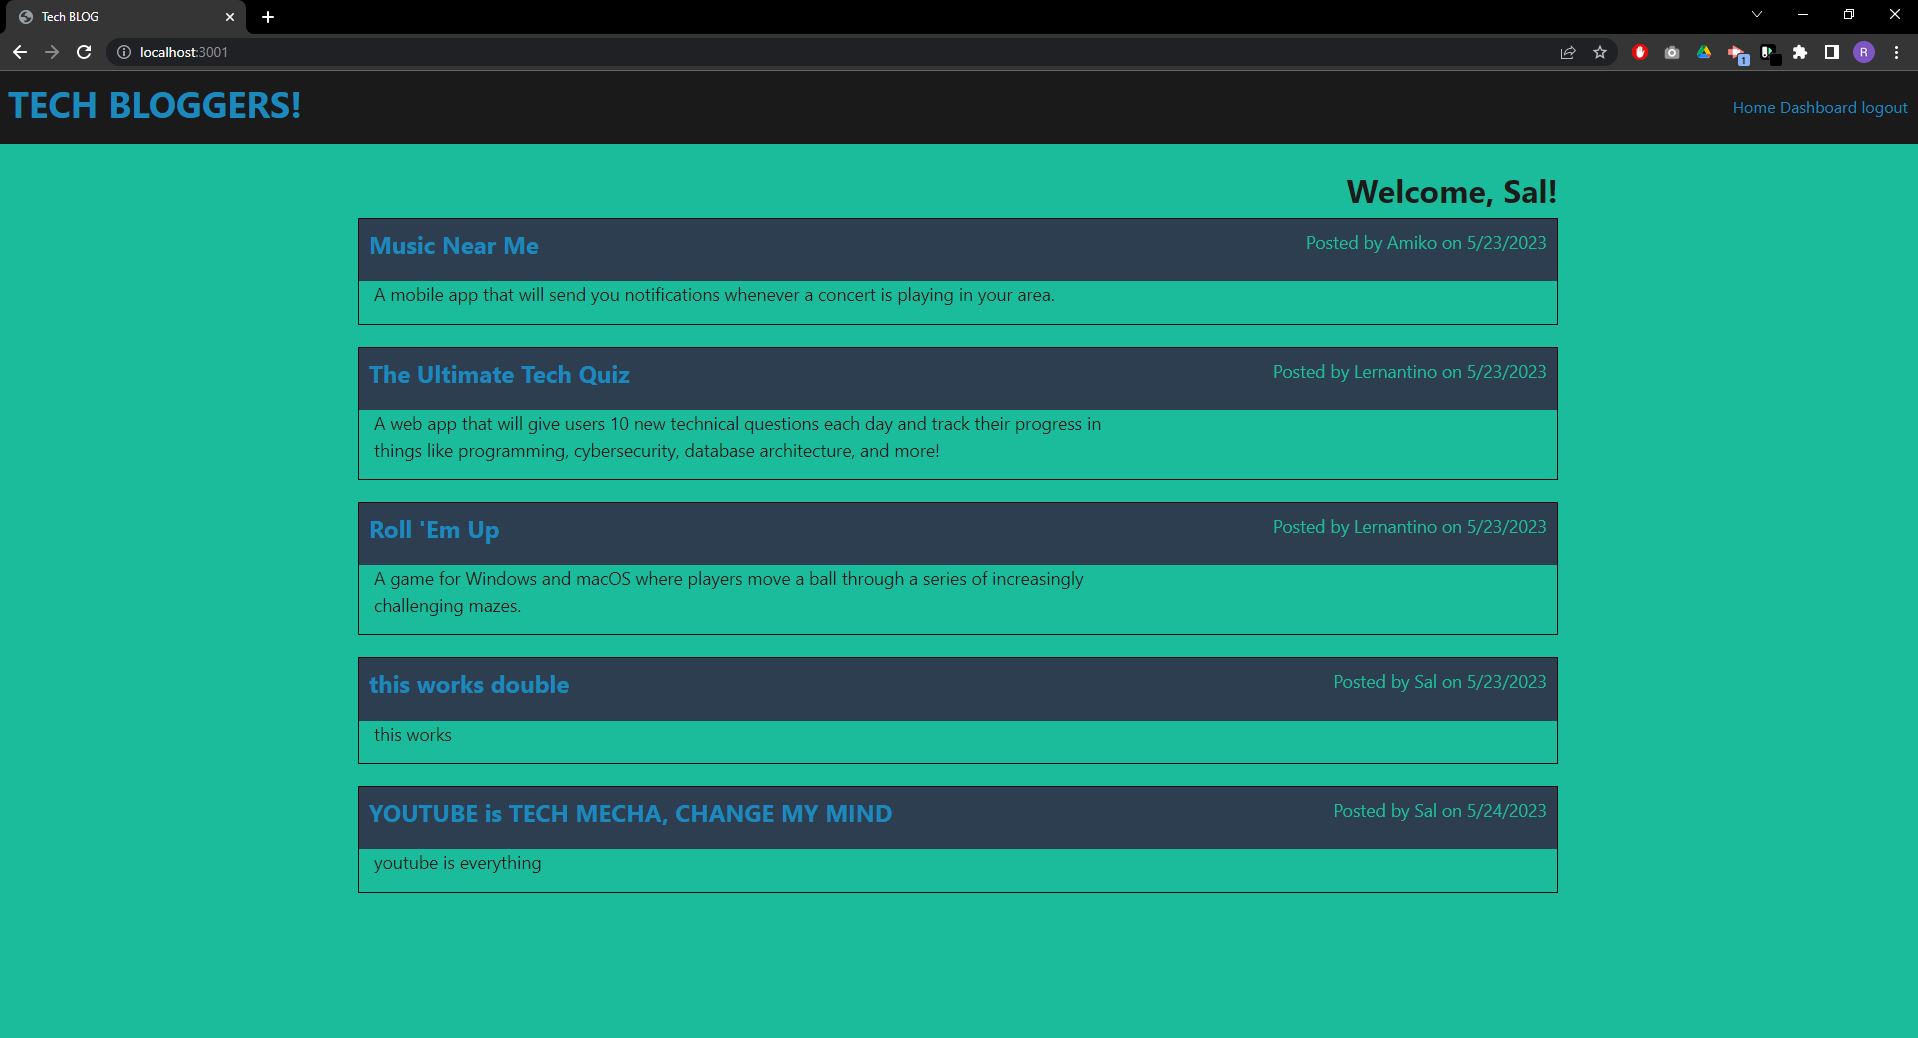 Tech BLOG
localhost:3001
1
R
TECH BLOGGERS!
Home Dashboard logout
Welcome, Sal!
Music Near Me
Posted by Amiko on 5/23/2023
A mobile app that will send you notifications whenever a concert is playing in your area.
The Ultimate Tech Quiz
Posted by Lernantino on 5/23/2023
A web app that will give users 10 new technical questions each day and track their progress in
things like programming, cybersecurity, database architecture, and more!
Roll 'Em Up
Posted by Lernantino on 5/23/2023
A game for Windows and macOS where players move a ball through a series of increasingly
challenging mazes.
this works double
Posted by Sal on 5/23/2023
this works
YOUTUBE is TECH MECHA, CHANGE MY MIND
Posted by Sal on 5/24/2023
youtube is everything